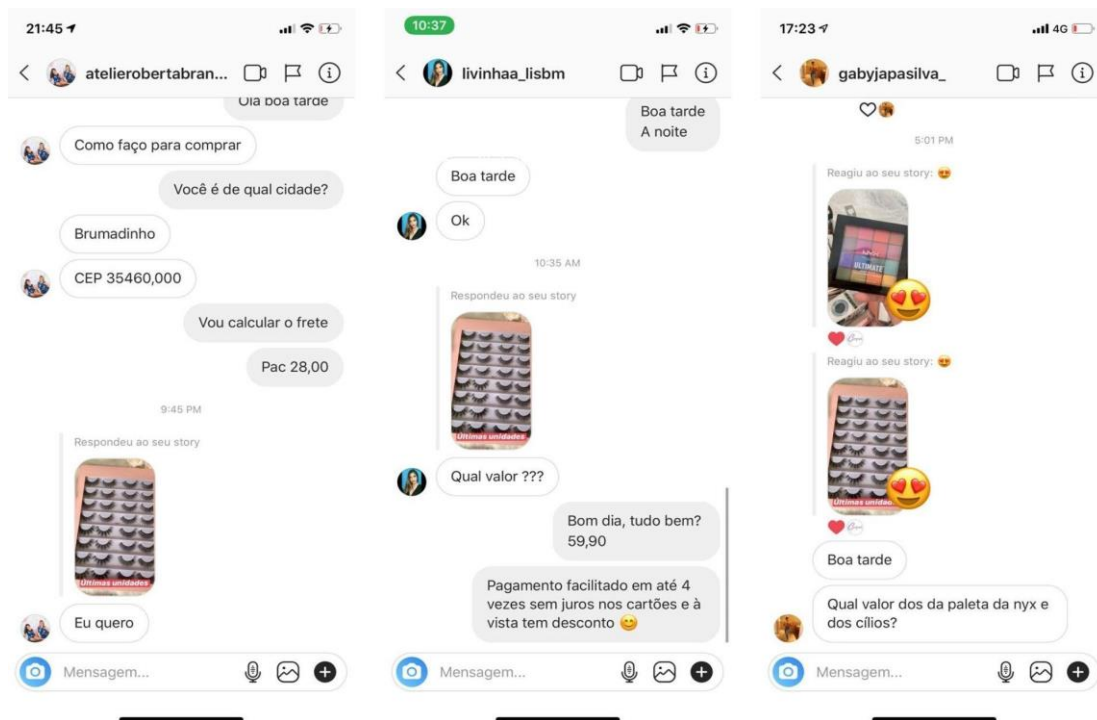 21:45
atelierobertabran...
Ola boa tarde
Como faço para comprar
Você é de qual cidade?
Brumadinho
CEP 35460,000
Vou calcular o frete
Pac 28,00
9:45 PM
Respondeu ao seu story
Últimas unidades
Eu quero
Mensagem...
10:37
livinhaa_lisbm
Boa tarde
A noite
Boa tarde
Ok
10:35 AM
Respondeu ao seu story
Últimas unidades
Qual valor ???
Bom dia, tudo bem?
59,90
Pagamento facilitado em até 4
vezes sem juros nos cartões e à
vista tem desconto 😊
Mensagem...
17:23
4G
gabyjapasilva_
5:01 PM
Reagiu ao seu story: 😍
ULTIMATE
Reagiu ao seu story: 😍
Últimas unidades
Boa tarde
Qual valor dos da paleta da nyx e
dos cílios?
Mensagem...